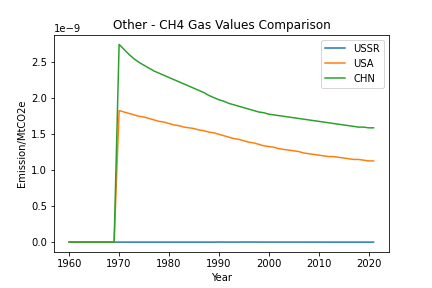 Other - CH4 Gas Values Comparison
1e−9
USSR
USA
CHN
2.5
2.0
1.5
1.0
0.5
0.0
Emission/MtCO2e
1960 1970 1980 1990 2000 2010 2020
Year